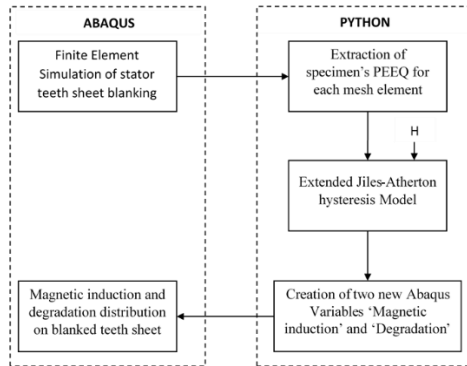 ABAQUS
Finite Element
Simulation of stator
teeth sheet blanking
Magnetic induction and
degradation distribution
on blanked teeth sheet
PYTHON
Extraction of
specimen's PEEQ for
each mesh element
H
Extended Jiles-Atherton
hysteresis Model
Creation of two new Abaqus
Variables 'Magnetic
induction' and 'Degradation'